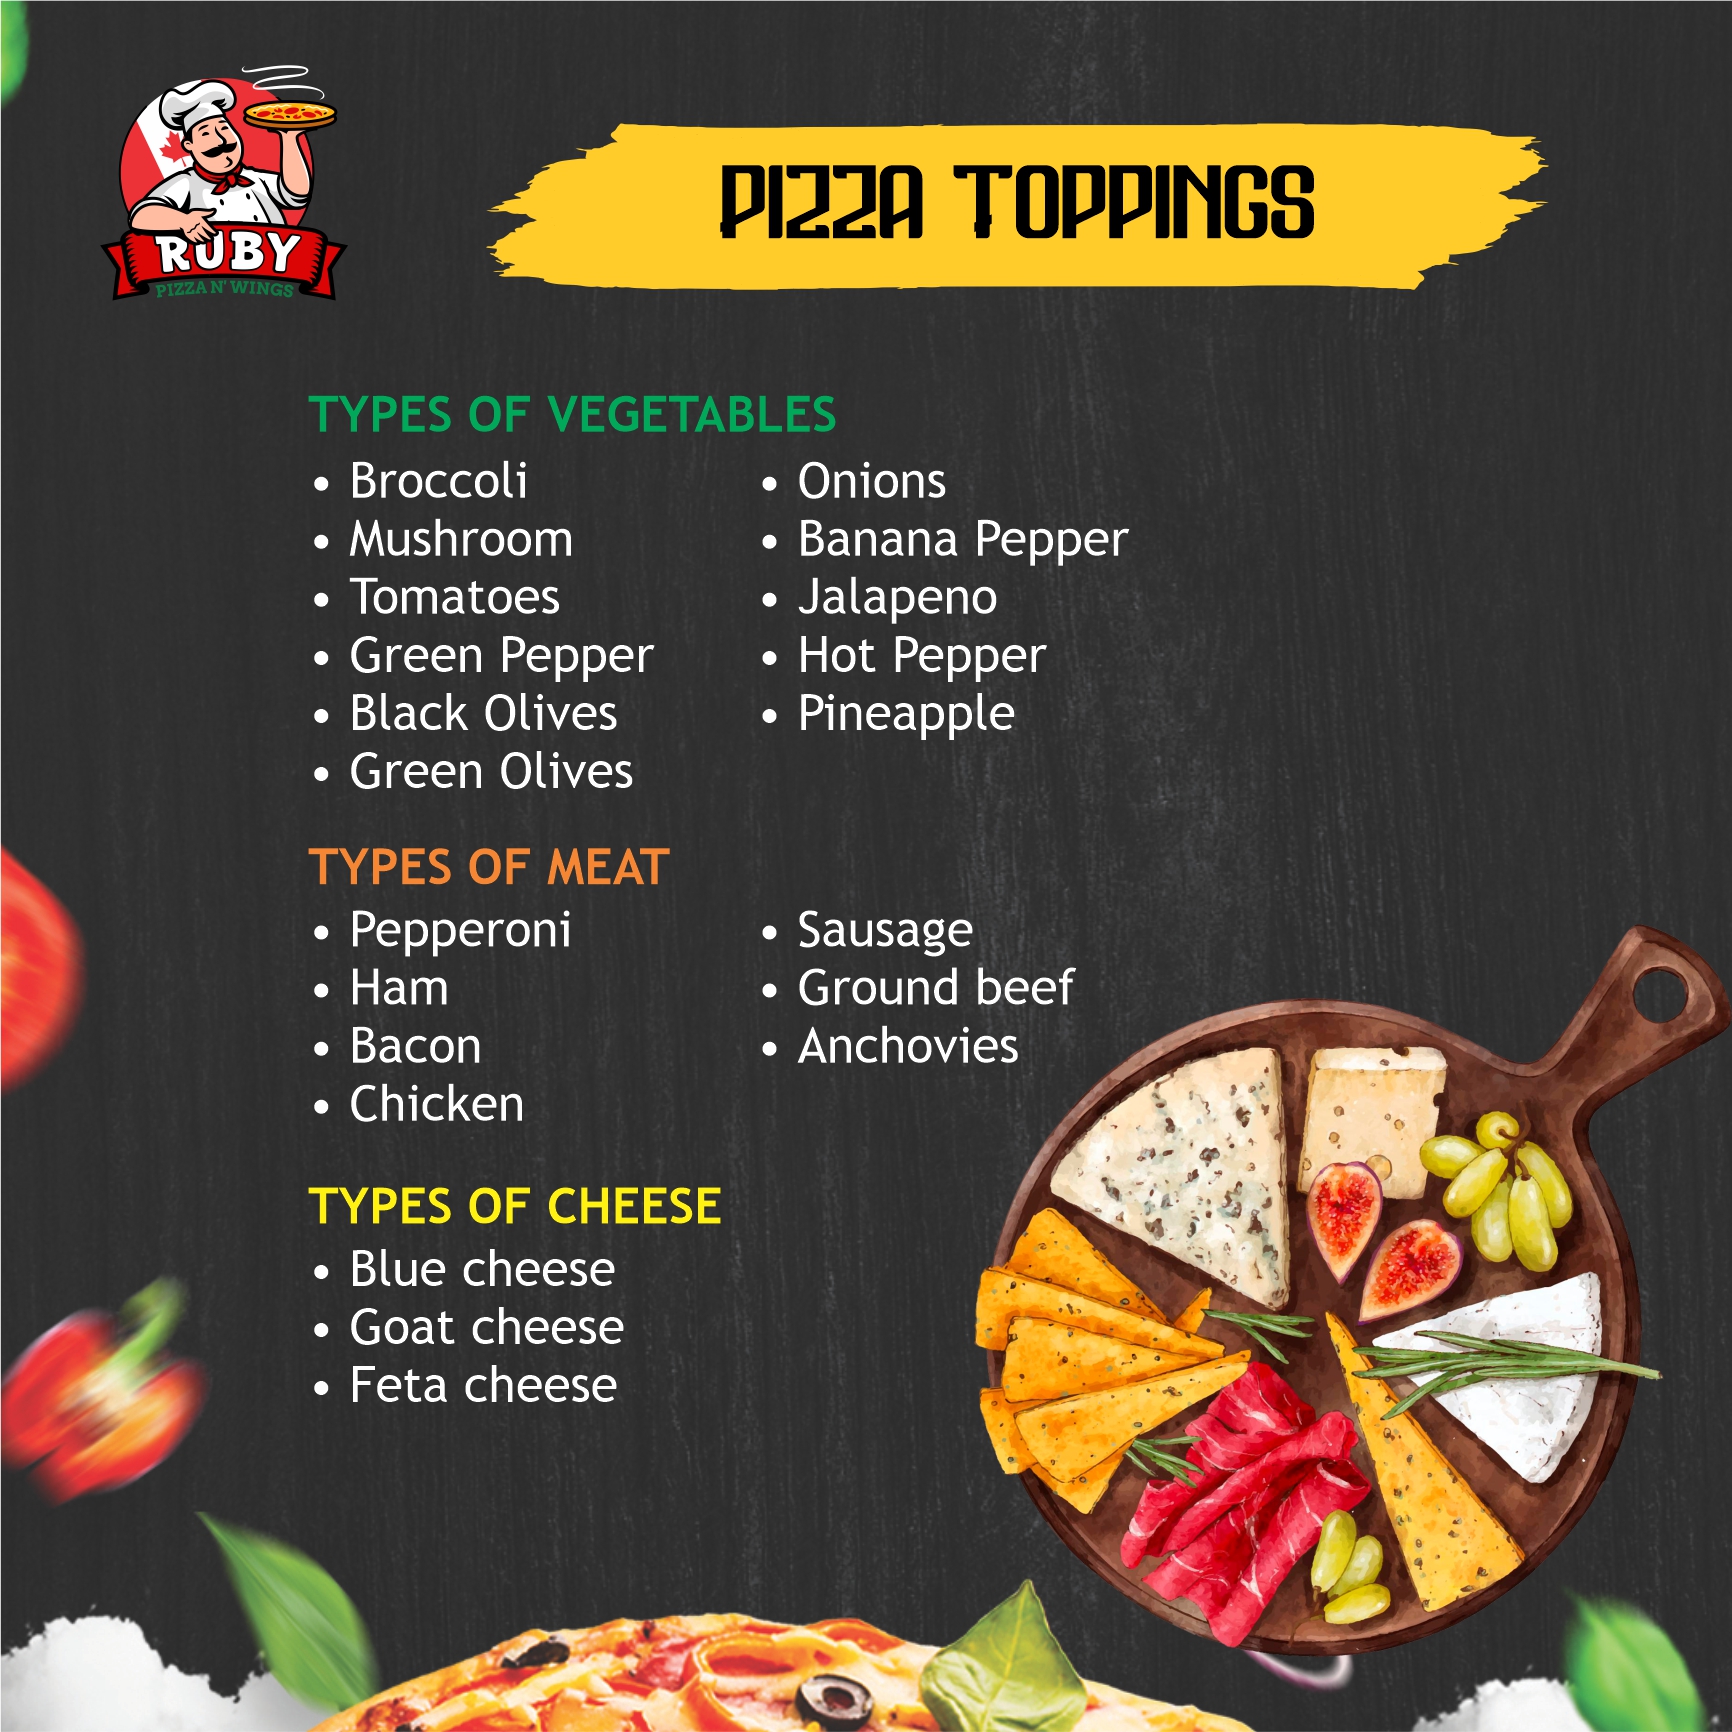 RUBY
PIZZA N' WINGS
PIZZA TOPPINGS
TYPES OF VEGETABLES
• Broccoli
• Mushroom
• Tomatoes
• Green Pepper
• Black Olives
• Green Olives
• Onions
• Banana Pepper
• Jalapeno
• Hot Pepper
• Pineapple
TYPES OF MEAT
• Pepperoni
• Ham
• Bacon
• Chicken
• Sausage
• Ground beef
• Anchovies
TYPES OF CHEESE
• Blue cheese
• Goat cheese
• Feta cheese